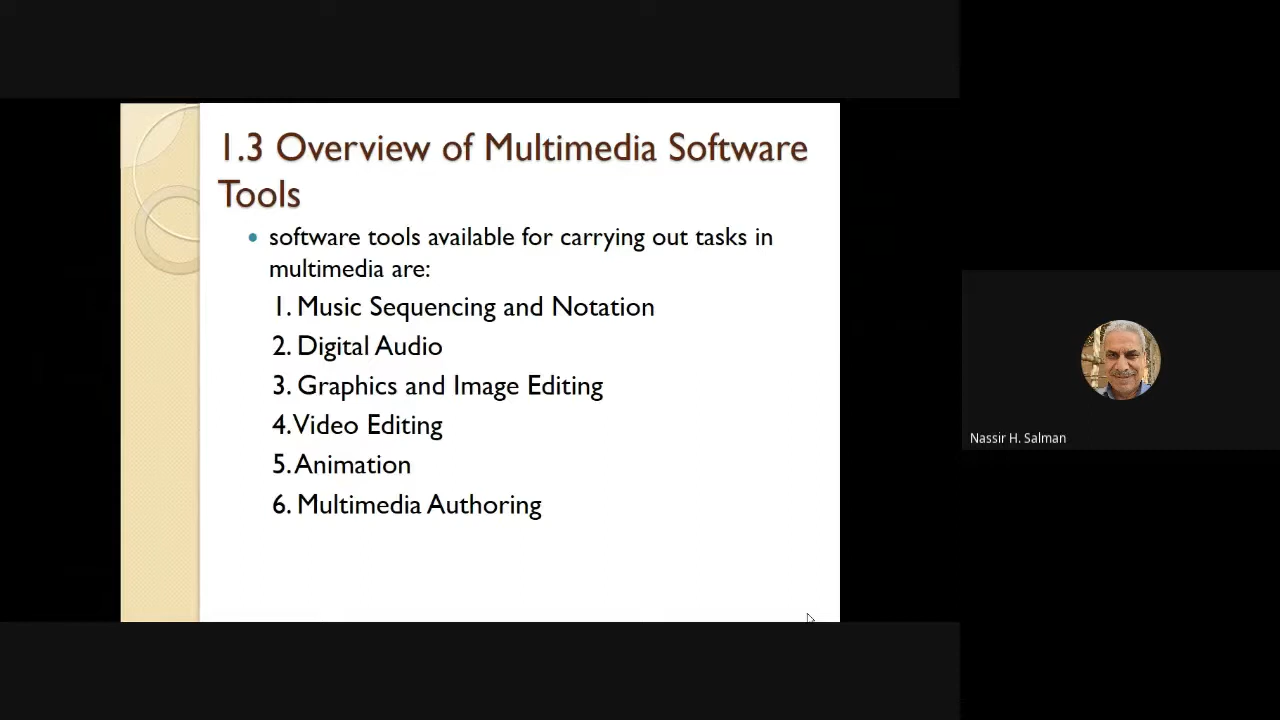 1.3 Overview of Multimedia Software
Tools
• software tools available for carrying out tasks in
multimedia are:
1. Music Sequencing and Notation
2. Digital Audio
3. Graphics and Image Editing
4. Video Editing
5. Animation
6. Multimedia Authoring
Nassir H. Salman